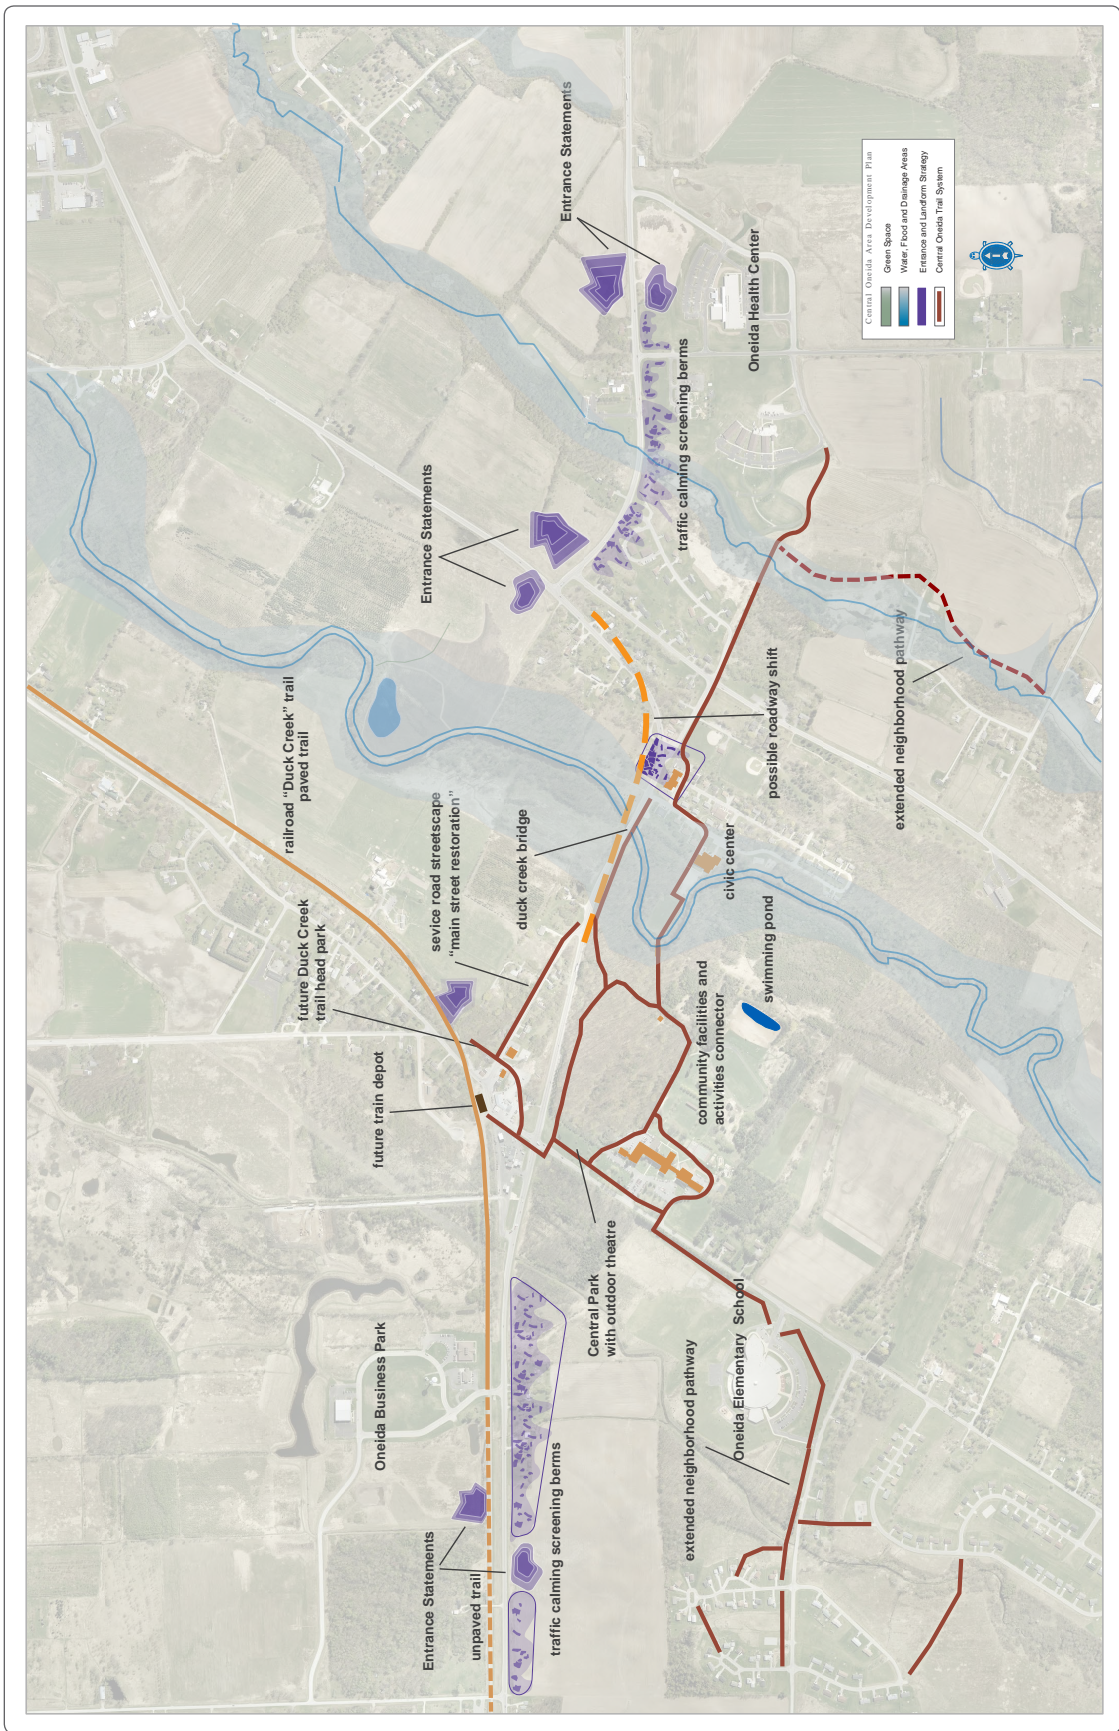 Entrance Statements
unpaved trail
traffic calming screening berms
Oneida Business Park
future train depot
future Duck Creek
trail head park
railroad “Duck Creek” trail
paved trail
sevice road streetscape
“main street restoration”
duck creek bridge
Entrance Statements
Entrance Statements
traffic calming screening berms
Oneida Health Center
possible roadway shift
civic center
swimming pond
community facilities and
activities connector
Central Park
with outdoor theatre
Oneida Elementary School
extended neighborhood pathway
extended neighborhood pathway
Central Oneida Area Development Plan
Green Space
Water, Flood and Drainage Areas
Entrance and Landform Strategy
Central Oneida Trail System